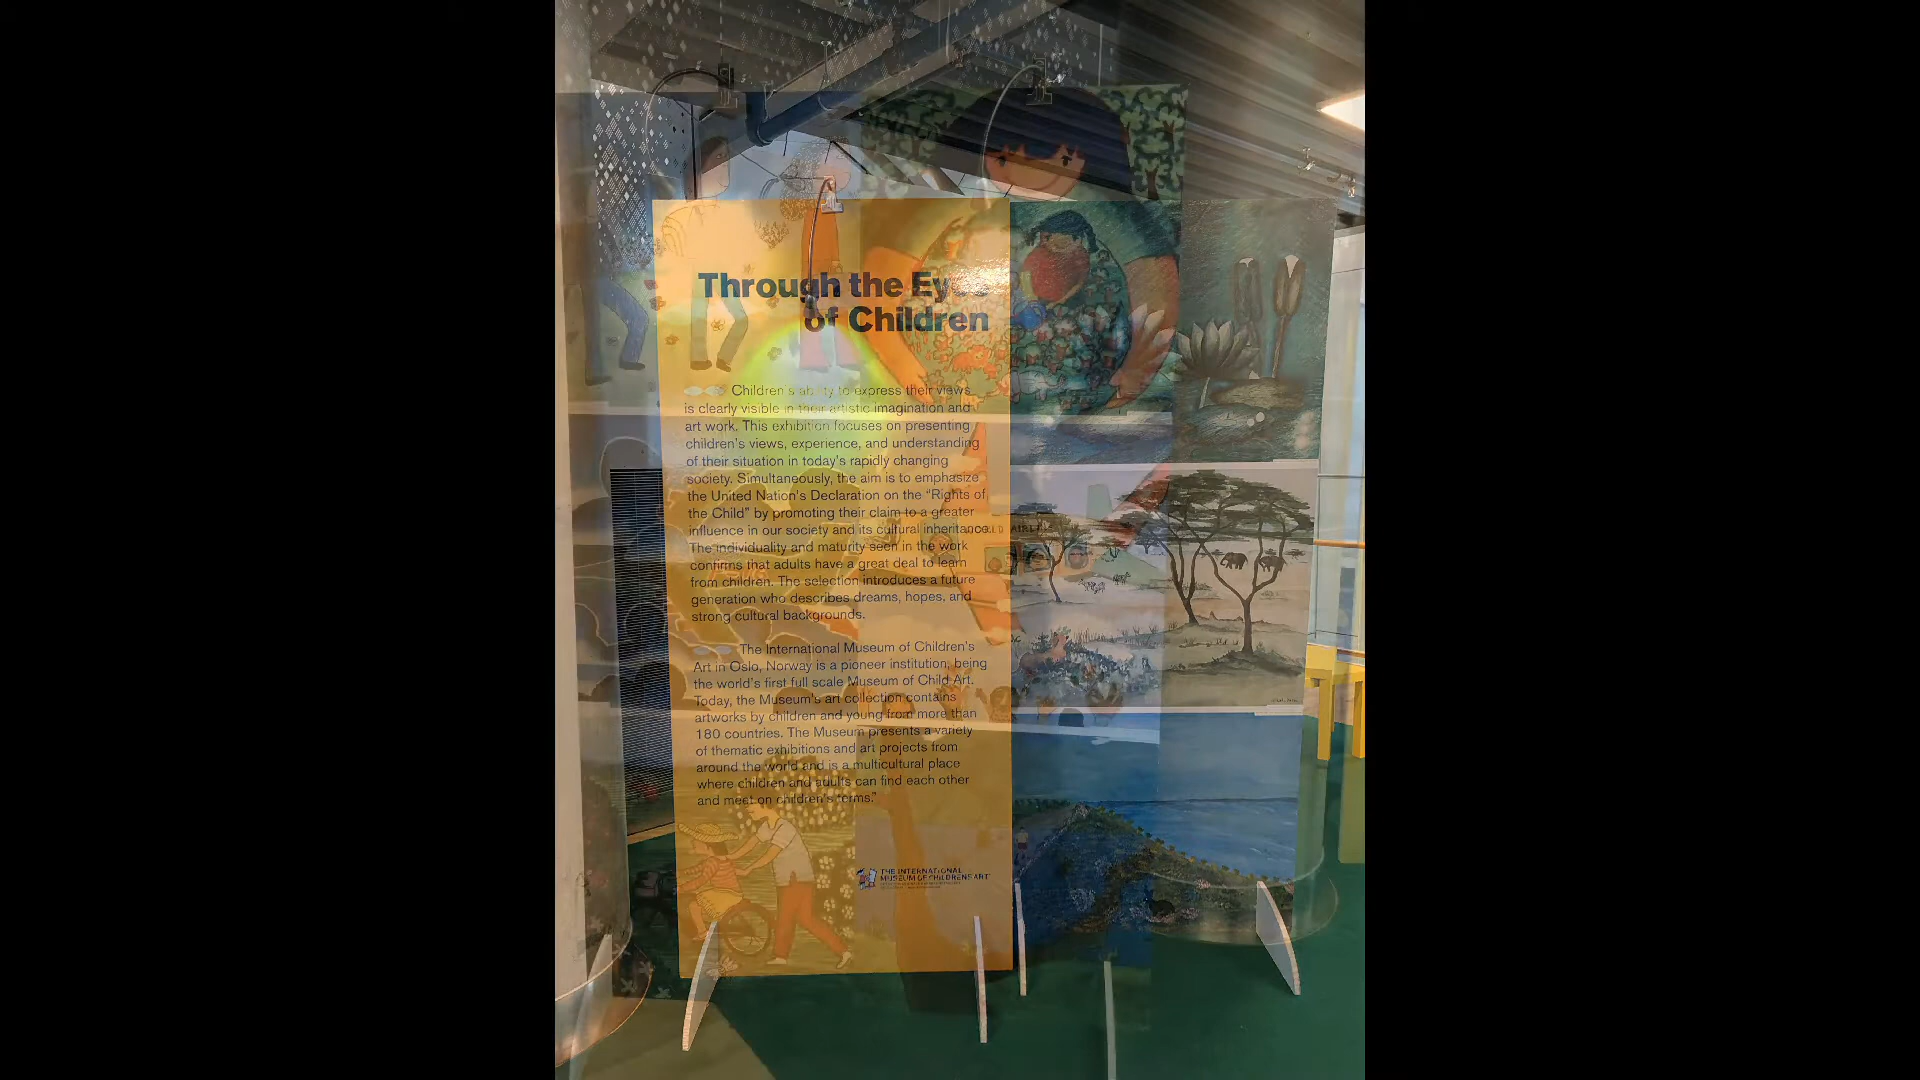 Through the Eyes
of Children
Children's ability to express their views
is clearly visible in their artistic imagination and
art work. This exhibition focuses on presenting
children's views, experience, and understanding
of their situation in today's rapidly changing
society. Simultaneously, the aim is to emphasize
the United Nation's Declaration on the “Rights of
the Child” by promoting their claim to a greater
influence in our society and its cultural inheritance.
The individuality and maturity seen in the work
confirms that adults have a great deal to learn
from children. The selection introduces a future
generation who describes dreams, hopes, and
strong cultural backgrounds.
The International Museum of Children's
Art in Oslo, Norway is a pioneer institution, being
the world's first full scale Museum of Child Art.
Today, the Museum's art collection contains
artworks by children and young from more than
180 countries. The Museum presents a variety
of thematic exhibitions and art projects from
around the world and is a multicultural place
where children and adults can find each other
and meet on children's terms.”
THE INTERNATIONAL
MUSEUM OF CHILDRENS ART